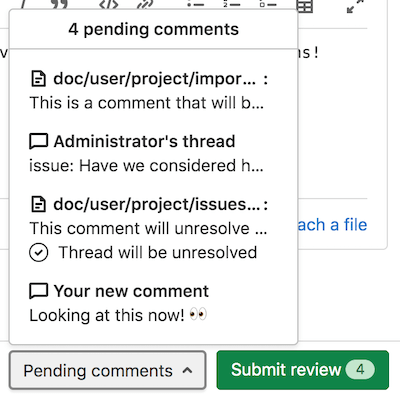 4 pending comments
doc/user/project/impor... :
This is a comment that will b...
Administrator's thread
issue: Have we considered h...
doc/user/project/issues... :
This comment will unresolve ...
Thread will be unresolved
Your new comment
Looking at this now! 👀
ach a file
Pending comments
Submit review 4